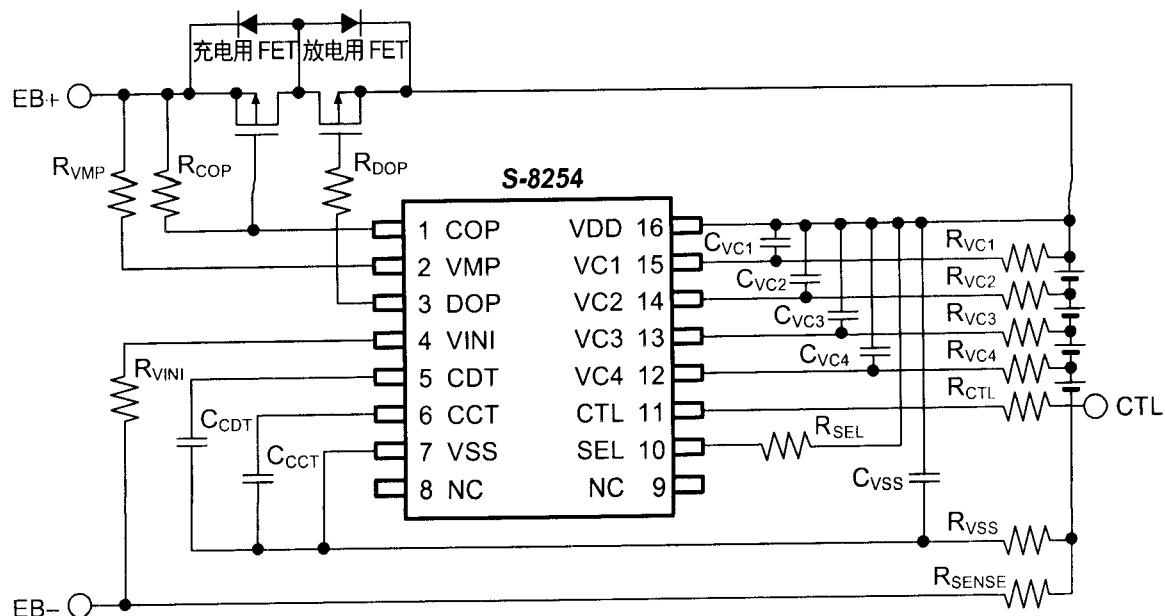 充电用 FET 放电用 FET
EB+
RVMP
RCOP
RDOP
S-8254
1 COP
2 VMP
3 DOP
4 VINI
5 CDT
6 CCT
7 VSS
8 NC
VDD 16
VC1 15
VC2 14
VC3 13
VC4 12
CTL 11
SEL 10
NC 9
CVC1
CVC2
CVC3
CVC4
RVC1
RVC2
RVC3
RVC4
RCTL
CTL
RSEL
CVSS
RVSS
RSENSE
RVINI
CCDT
CCCT
EB−